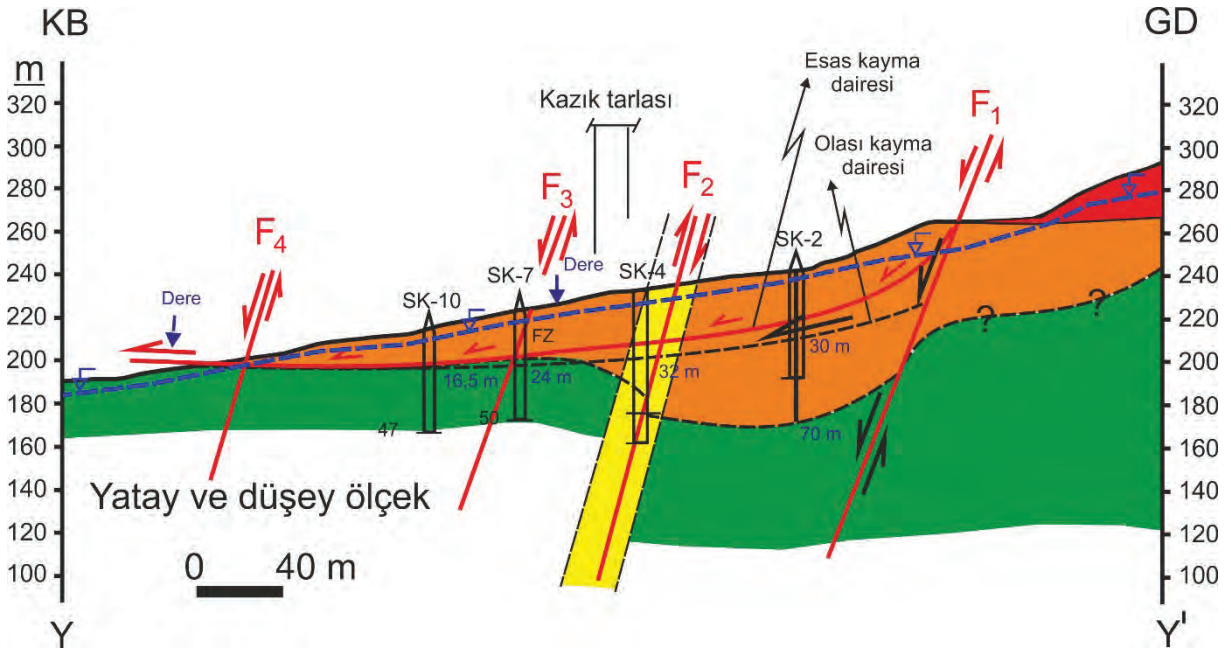 KB
GD
m
m
320
300
280
260
240
220
200
180
160
140
120
100
320
300
280
260
240
220
200
180
160
140
120
100
Esas kayma
dairesi
Kazık tarlası
Olası kayma
dairesi
F1
F2
F3
F4
SK-2
SK-4
SK-7
SK-10
Dere
Dere
FZ
?
?
16,5 m
24 m
32 m
30 m
70 m
47
50
Yatay ve düşey ölçek
0
40 m
Y
Y'